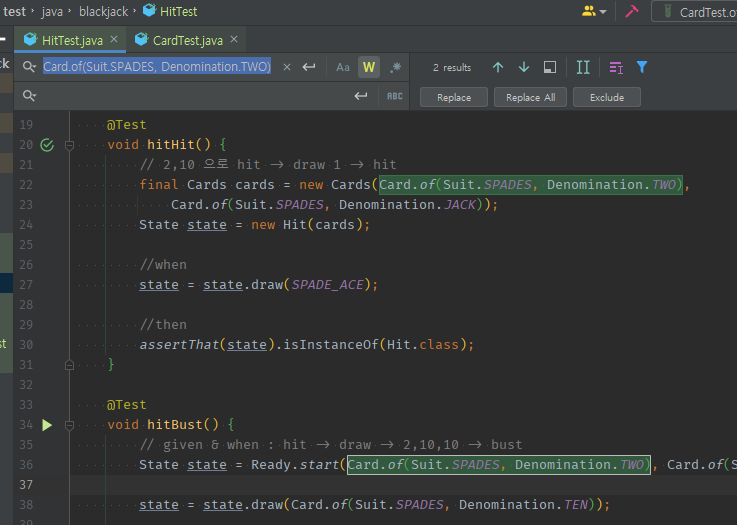 test › java › blackjack › HitTest
CardTest.o
HitTest.java × CardTest.java ×
ck
Card.of(Suit.SPADES, Denomination.TWO) × Aa W .* 2 results
ABC Replace Replace All Exclude
19 @Test
20 void hitHit() {
21 // 2,10 으로 hit -> draw 1 -> hit
22 final Cards cards = new Cards(Card.of(Suit.SPADES, Denomination.TWO),
23 Card.of(Suit.SPADES, Denomination.JACK));
24 State state = new Hit(cards);
25
26 //when
27 state = state.draw(SPADE_ACE);
28
29 //then
30 assertThat(state).isInstanceOf(Hit.class);
31 }
32
33 @Test
34 void hitBust() {
35 // given & when : hit -> draw -> 2,10,10 -> bust
36 State state = Ready.start(Card.of(Suit.SPADES, Denomination.TWO), Card.of(S
37
38 state = state.draw(Card.of(Suit.SPADES, Denomination.TEN));
39